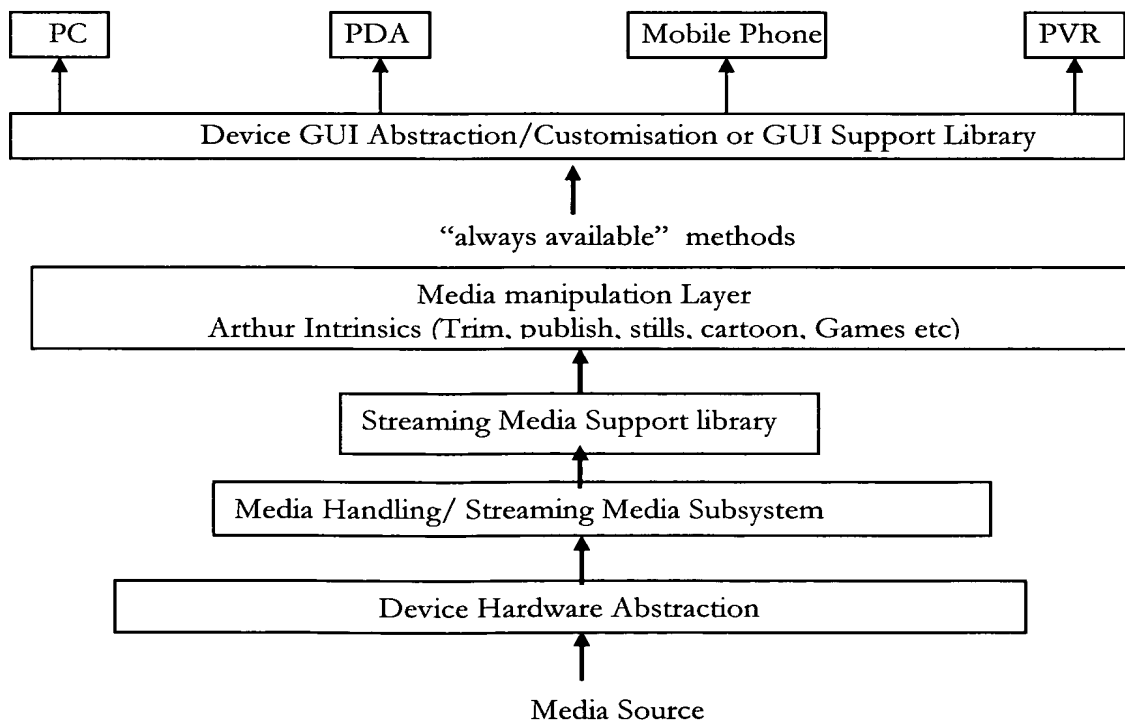 PC
PDA
Mobile Phone
PVR
Device GUI Abstraction/Customisation or GUI Support Library
“always available” methods
Media manipulation Layer
Arthur Intrinsics (Trim, publish, stills, cartoon, Games etc)
Streaming Media Support library
Media Handling/ Streaming Media Subsystem
Device Hardware Abstraction
Media Source